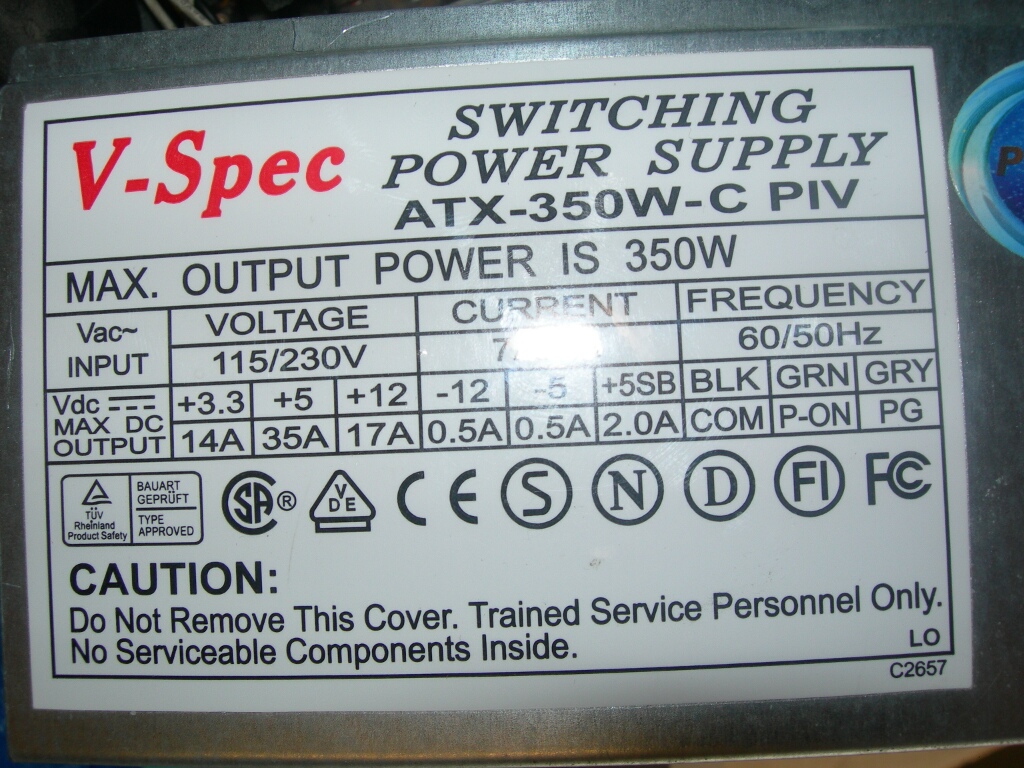 V-Spec
SWITCHING
POWER SUPPLY
ATX-350W-C PIV
MAX. OUTPUT POWER IS 350W
Vac~ INPUT
VOLTAGE CURRENT FREQUENCY
115/230V 60/50Hz
Vdc +3.3 +5 +12 -12 -5 +5SB BLK GRN GRY
MAX DC OUTPUT 14A 35A 17A 0.5A 0.5A 2.0A COM P-ON PG
TÜV
Rheinland
Product Safety
BAUART
GEPRÜFT
TYPE
APPROVED
SA ®
VDE
CE
S
N
D
FI
FC
CAUTION:
Do Not Remove This Cover. Trained Service Personnel Only.
No Serviceable Components Inside.
LO
C2657